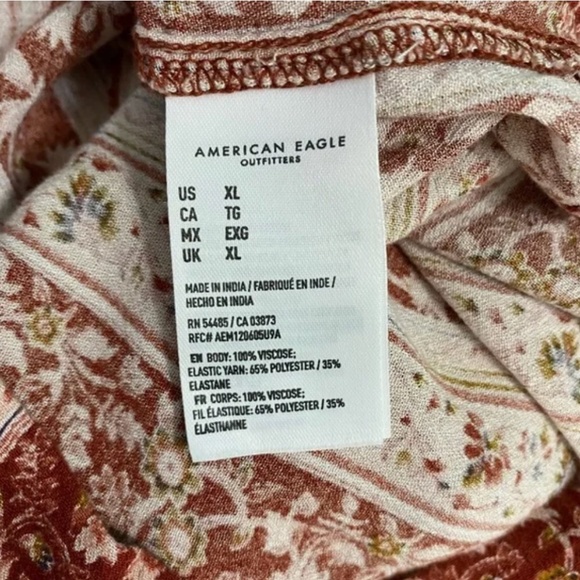 AMERICAN EAGLE
OUTFITTERS
US XL
CA TG
MX EXG
UK XL
MADE IN INDIA / FABRIQUÉ EN INDE /
HECHO EN INDIA
RN 54485 / CA 03873
RFC# AEM120605U9A
EN BODY: 100% VISCOSE;
ELASTIC YARN: 65% POLYESTER / 35%
ELASTANE
FR CORPS: 100% VISCOSE;
FIL ÉLASTIQUE: 65% POLYESTER / 35%
ÉLASTHANNE